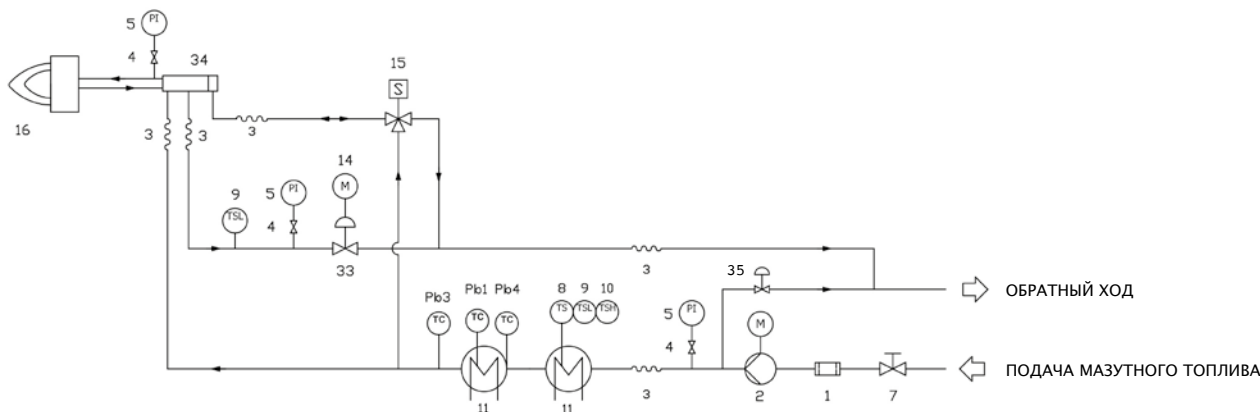 5 PI
4
34
15
S
16
3 3
3
14
9 5 PI M
TSL
4
33
3
35
Pb3 Pb1 Pb4 8 9 10
TC TC TC TS TSL TSH
5 PI M
4
ОБРАТНЫЙ ХОД
ПОДАЧА МАЗУТНОГО ТОПЛИВА
11 11 3 2 1 7